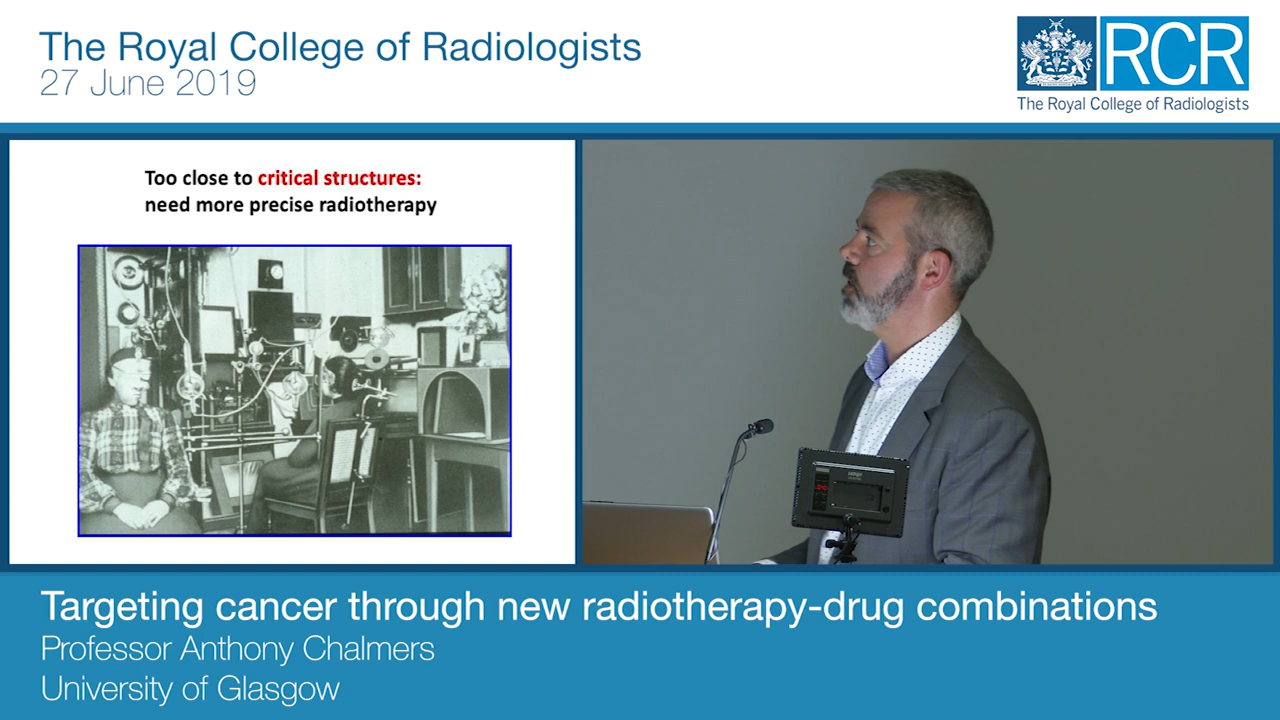 The Royal College of Radiologists
27 June 2019
RCR
The Royal College of Radiologists
Too close to critical structures:
need more precise radiotherapy
Targeting cancer through new radiotherapy-drug combinations
Professor Anthony Chalmers
University of Glasgow